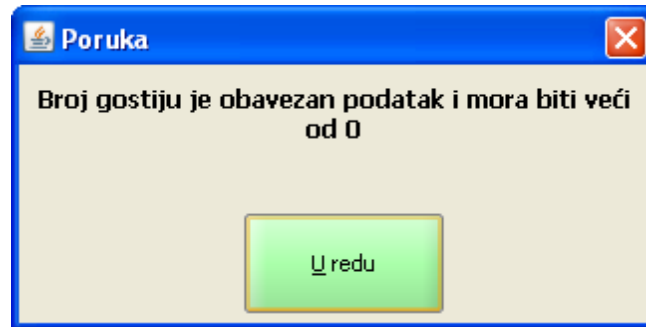 Poruka
Broj gostiju je obavezan podatak i mora biti veći
od 0
U redu